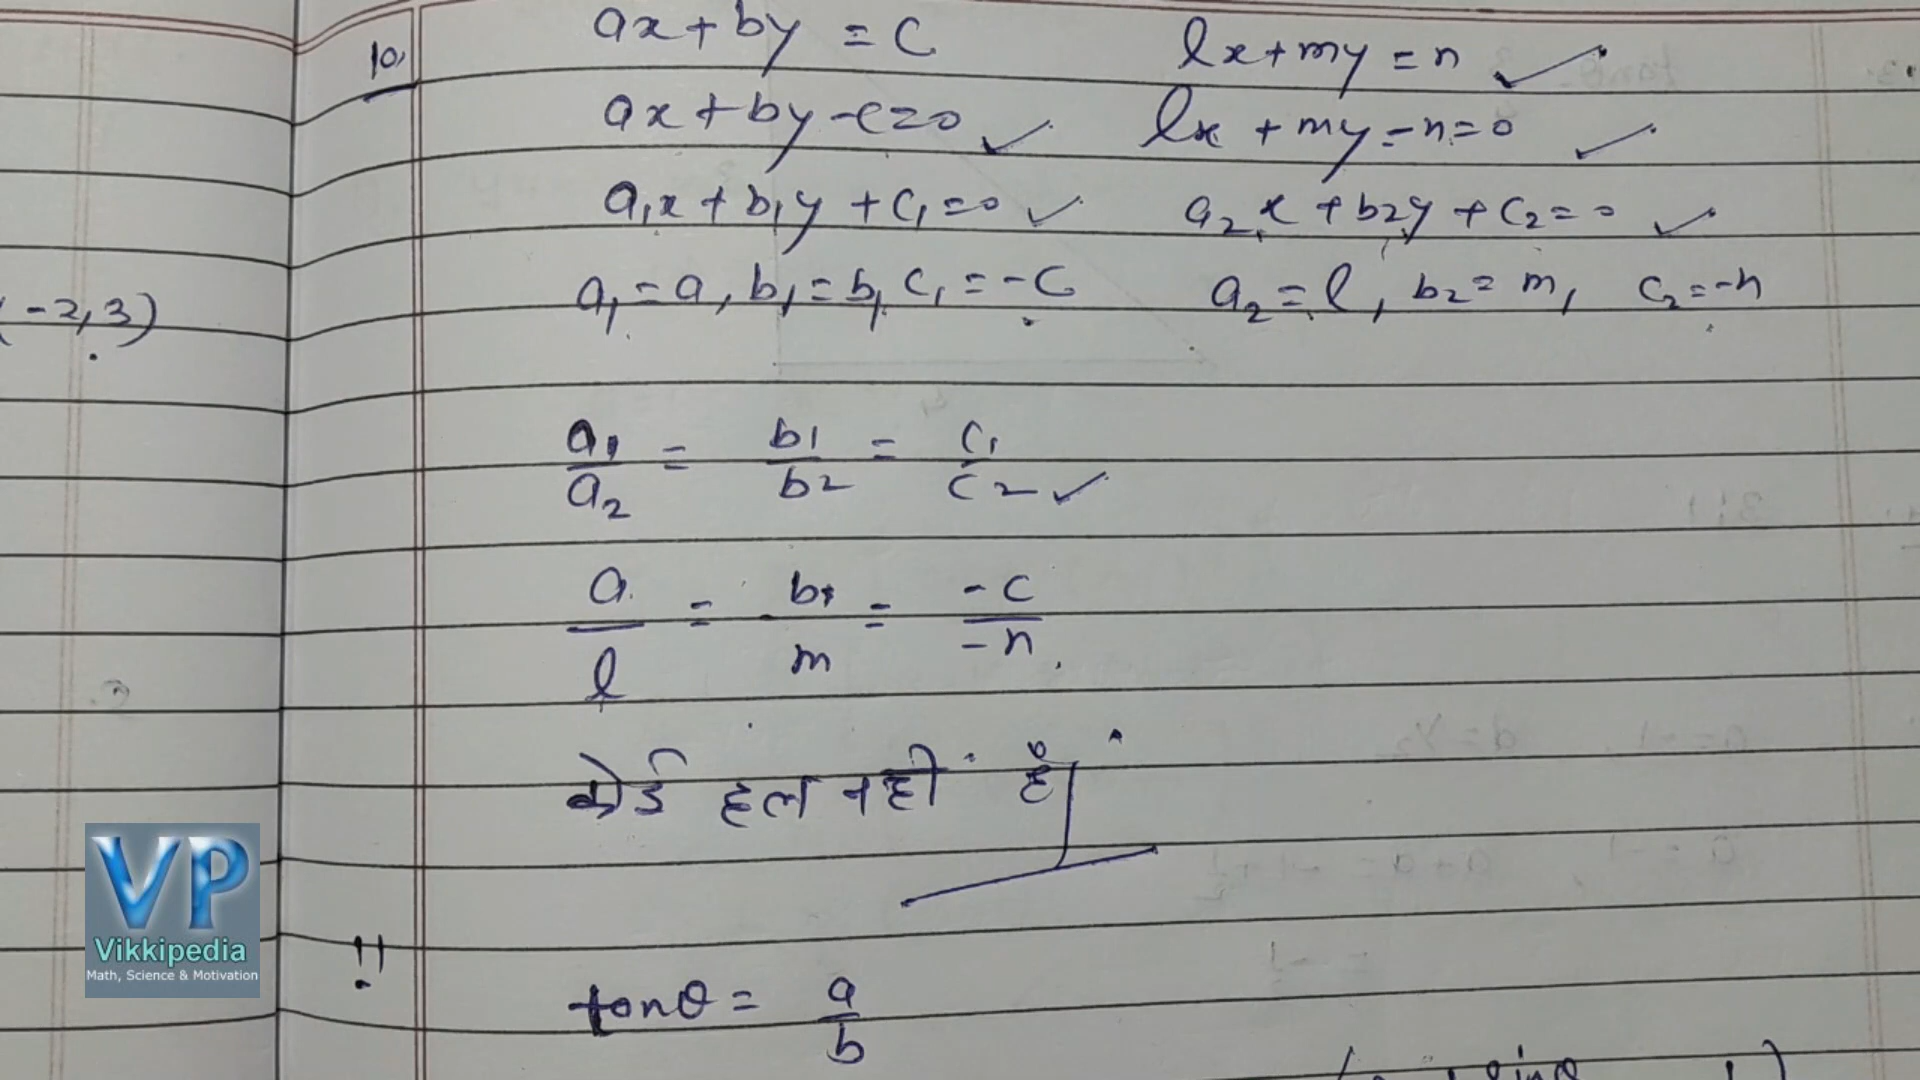 10,
ax + by = c    lx + my = n ✓
ax + by - c = 0 ✓    lx + my - n = 0 ✓
a₁x + b₁y + c₁ = 0 ✓    a₂x + b₂y + c₂ = 0 ✓
a₁ = a, b₁ = b, c₁ = -c    a₂ = l, b₂ = m, c₂ = -n
(-2,3)
a₁/a₂ = b₁/b₂ = c₁/c₂ ✓
a/l = b/m = -c/-n
कोई हल नही है।
VP
Vikkipedia
Math, Science & Motivation
11
tanθ = a/b